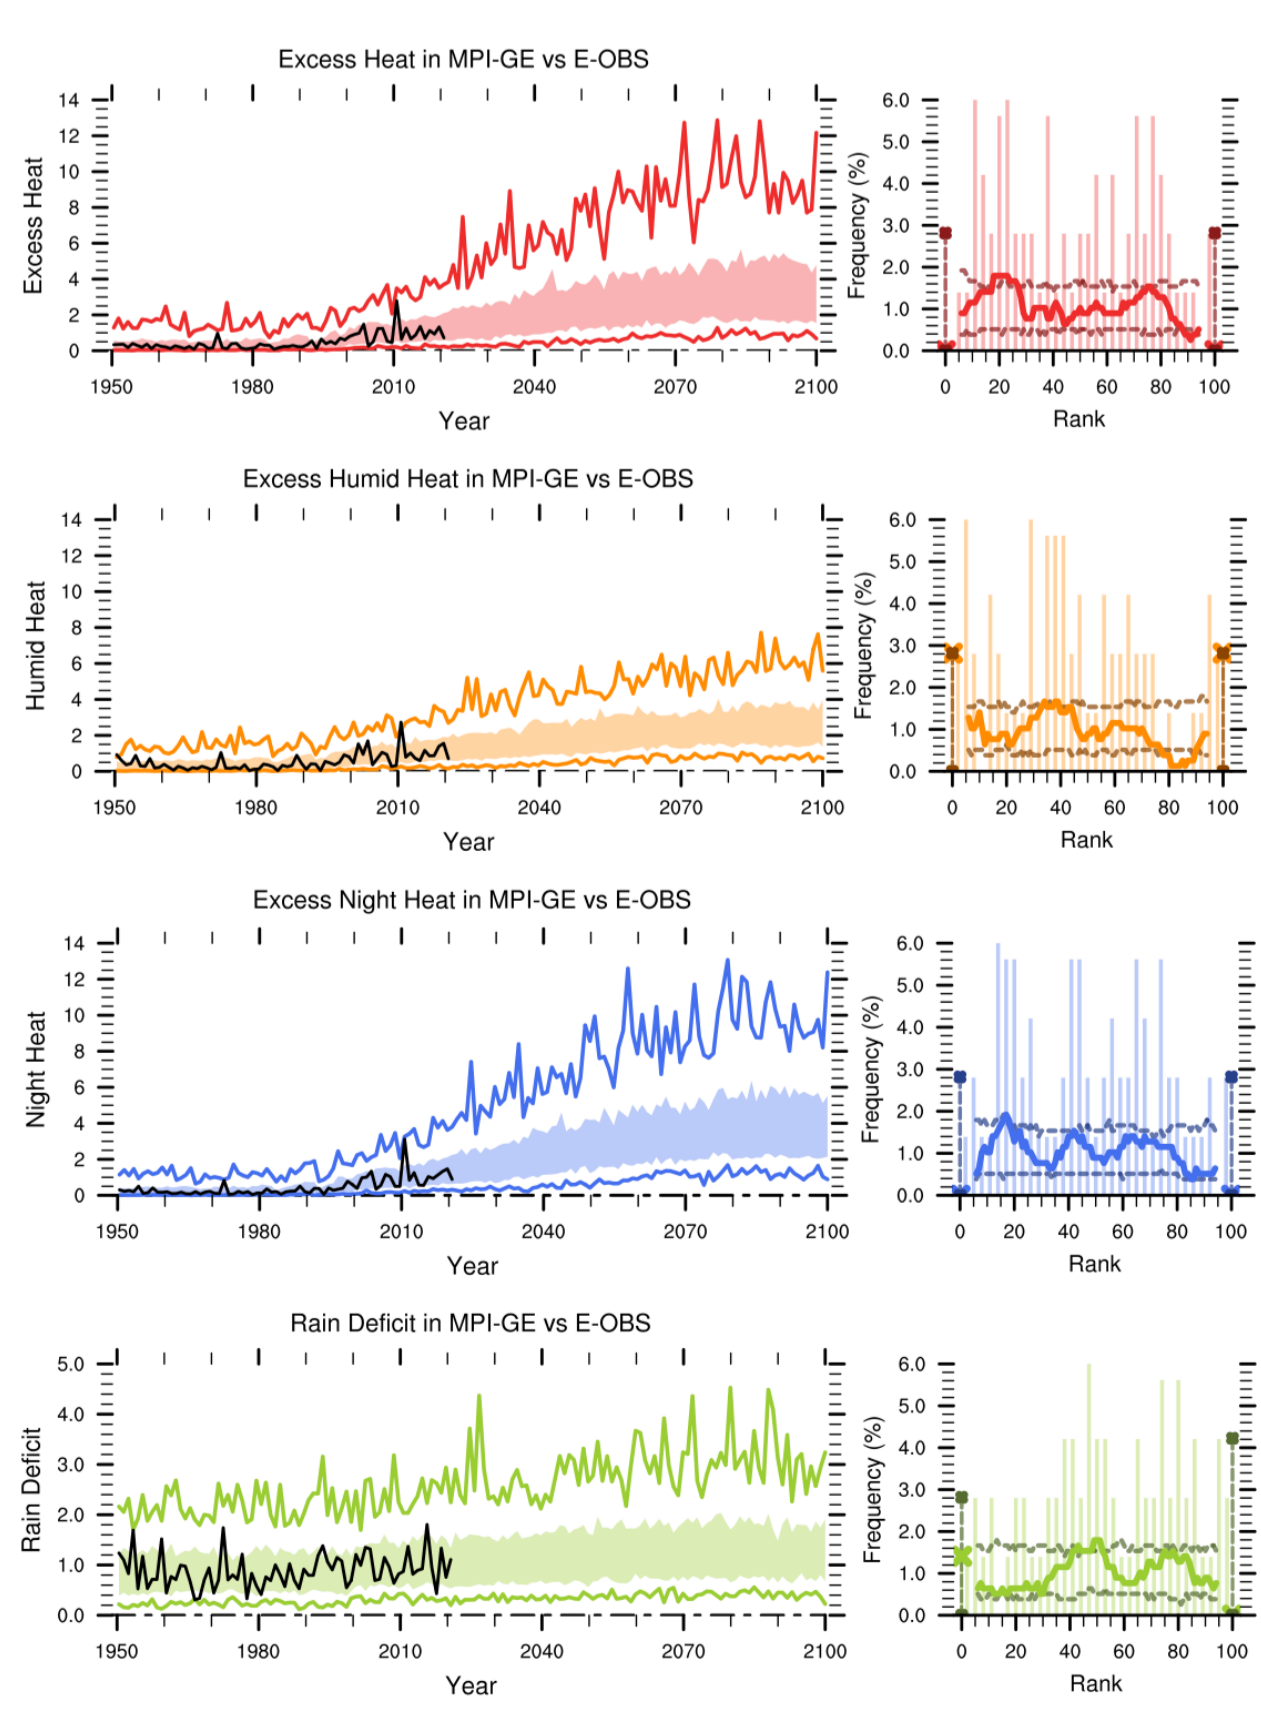 Excess Heat in MPI-GE vs E-OBS
Excess Heat
14
12
10
8
6
4
2
0
1950 1980 2010 2040 2070 2100
Year
Frequency (%)
6.0
5.0
4.0
3.0
2.0
1.0
0.0
0 20 40 60 80 100
Rank
Excess Humid Heat in MPI-GE vs E-OBS
Humid Heat
14
12
10
8
6
4
2
0
1950 1980 2010 2040 2070 2100
Year
Frequency (%)
6.0
5.0
4.0
3.0
2.0
1.0
0.0
0 20 40 60 80 100
Rank
Excess Night Heat in MPI-GE vs E-OBS
Night Heat
14
12
10
8
6
4
2
0
1950 1980 2010 2040 2070 2100
Year
Frequency (%)
6.0
5.0
4.0
3.0
2.0
1.0
0.0
0 20 40 60 80 100
Rank
Rain Deficit in MPI-GE vs E-OBS
Rain Deficit
5.0
4.0
3.0
2.0
1.0
0.0
1950 1980 2010 2040 2070 2100
Year
Frequency (%)
6.0
5.0
4.0
3.0
2.0
1.0
0.0
0 20 40 60 80 100
Rank